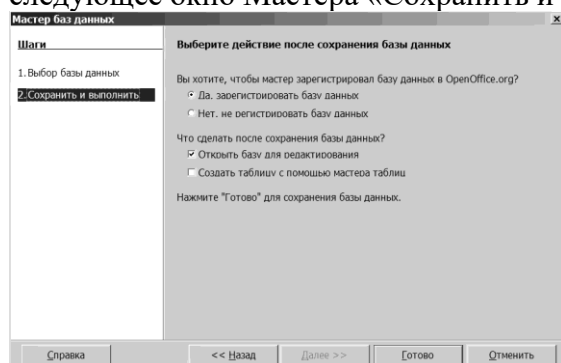 следующее окно Мастера «Сохранить и
Мастер баз данных
Шаги
1. Выбор базы данных
2. Сохранить и выполнить
Выберите действие после сохранения базы данных
Вы хотите, чтобы мастер зарегистрировал базу данных в OpenOffice.org?
Да, зарегистрировать базу данных
Нет, не регистрировать базу данных
Что сделать после сохранения базы данных?
Открыть базу для редактирования
Создать таблицу с помощью мастера таблиц
Нажмите "Готово" для сохранения базы данных.
Справка
<< Назад
Далее >>
Готово
Отменить